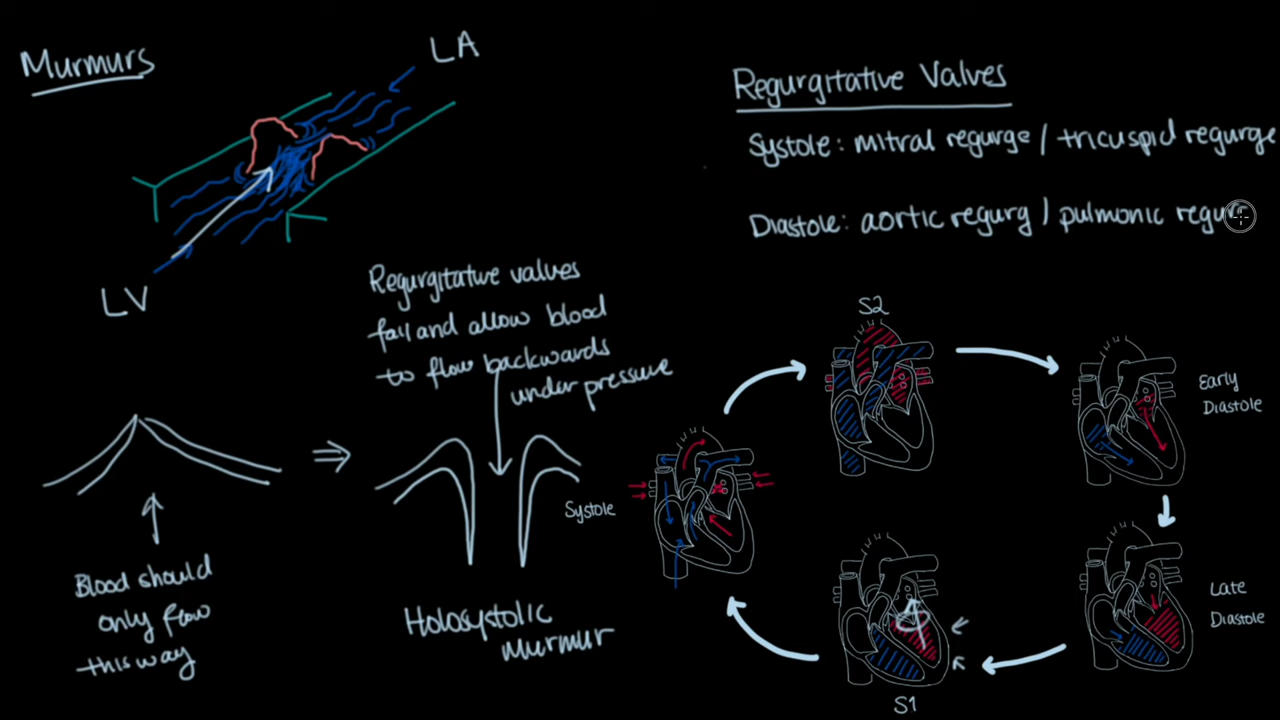 Murmurs
LA
LV
Regurgitative Valves
Systole: mitral regurge / tricuspid regurge
Diastole: aortic regurg / pulmonic regurg
Regurgitative valves
fail and allow blood
to flow backwards
under pressure
Blood should
only flow
this way
Holosystolic
Murmur
Systole
S2
Early
Diastole
Late
Diastole
S1